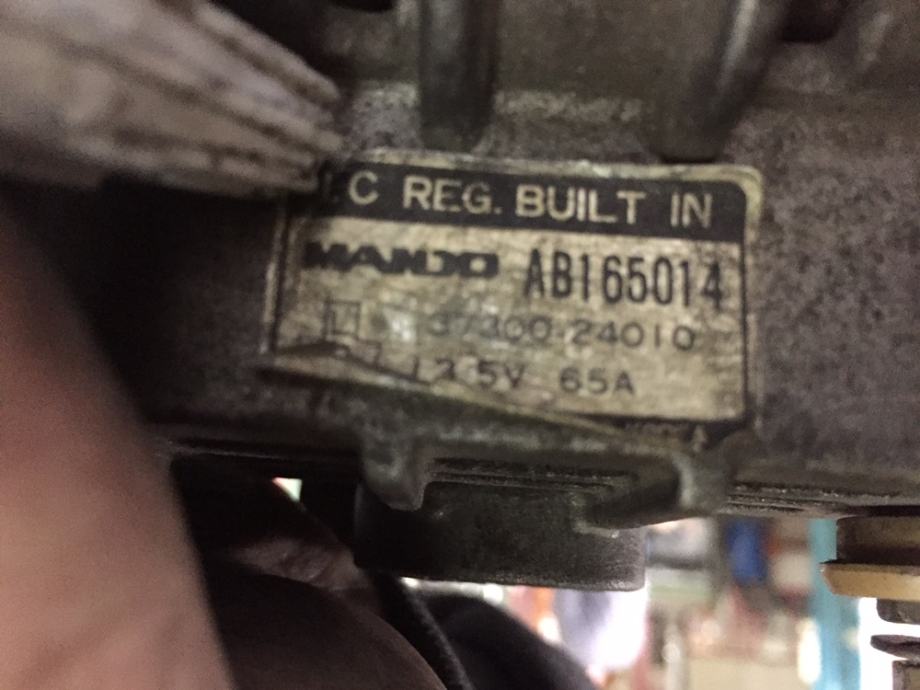 C REG. BUILT IN
MANDO AB165014
L 37300-24010
12.5V 65A